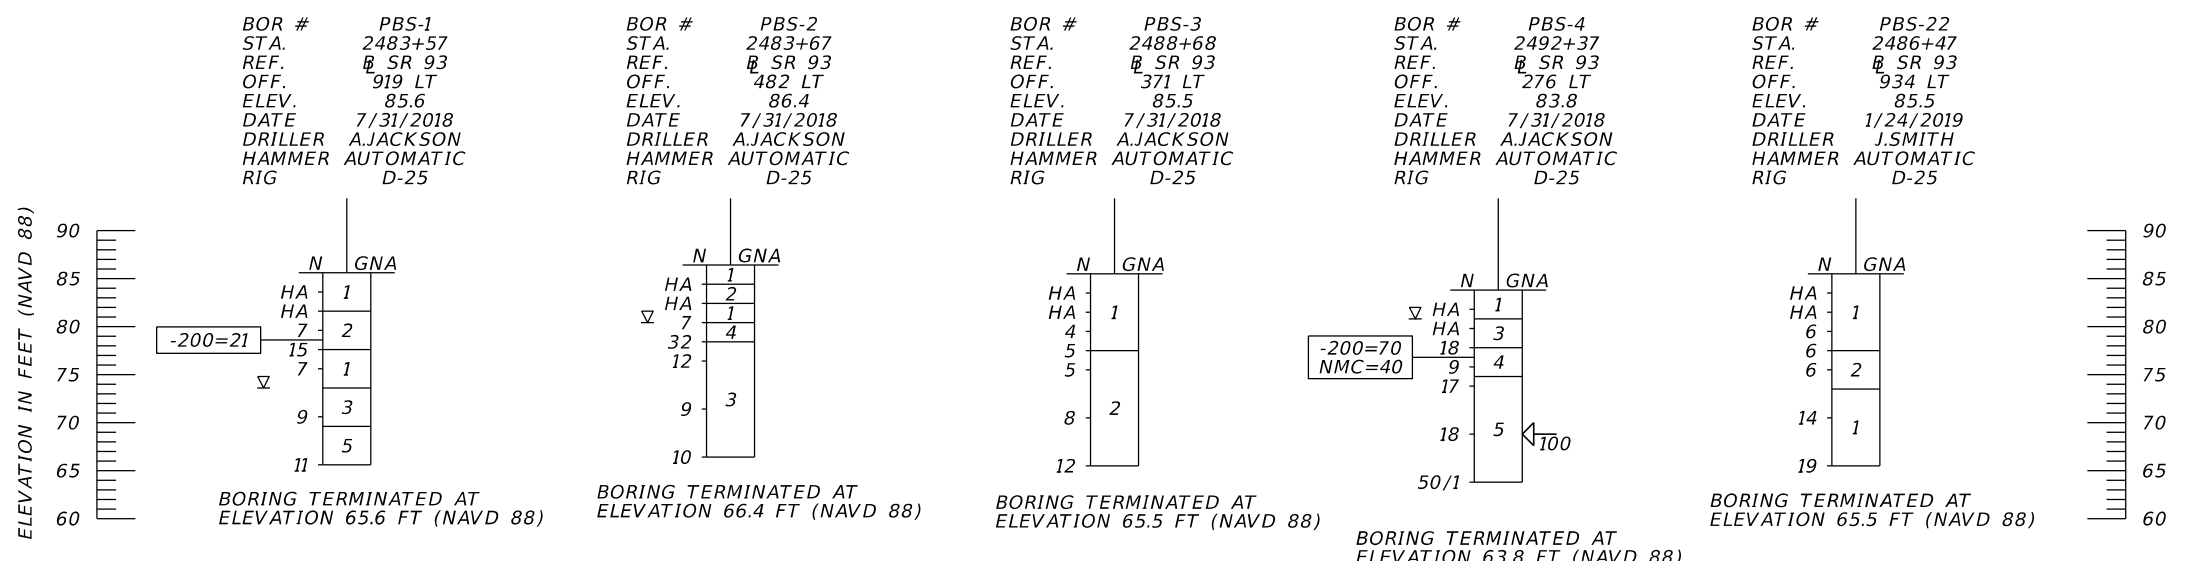 BOR # PBS-1
STA. 2483+57
REF. BL SR 93
OFF. 919 LT
ELEV. 85.6
DATE 7/31/2018
DRILLER A.JACKSON
HAMMER AUTOMATIC
RIG D-25
BOR # PBS-2
STA. 2483+67
REF. BL SR 93
OFF. 482 LT
ELEV. 86.4
DATE 7/31/2018
DRILLER A.JACKSON
HAMMER AUTOMATIC
RIG D-25
BOR # PBS-3
STA. 2488+68
REF. BL SR 93
OFF. 371 LT
ELEV. 85.5
DATE 7/31/2018
DRILLER A.JACKSON
HAMMER AUTOMATIC
RIG D-25
BOR # PBS-4
STA. 2492+37
REF. BL SR 93
OFF. 276 LT
ELEV. 83.8
DATE 7/31/2018
DRILLER A.JACKSON
HAMMER AUTOMATIC
RIG D-25
BOR # PBS-22
STA. 2486+47
REF. BL SR 93
OFF. 934 LT
ELEV. 85.5
DATE 1/24/2019
DRILLER J.SMITH
HAMMER AUTOMATIC
RIG D-25
ELEVATION IN FEET (NAVD 88)
90
85
80
75
70
65
60
N GNA
HA 1
HA
7 2
-200=21
15
7 1
3
9
5
11
BORING TERMINATED AT
ELEVATION 65.6 FT (NAVD 88)
N GNA
1
HA
2
HA
1
7
4
32
12
3
9
10
BORING TERMINATED AT
ELEVATION 66.4 FT (NAVD 88)
N GNA
HA
HA 1
4
5
5
2
8
12
BORING TERMINATED AT
ELEVATION 65.5 FT (NAVD 88)
N GNA
HA 1
HA 3
18
-200=70
NMC=40
4
9
17
18 5
100
50/1
BORING TERMINATED AT
ELEVATION 63.8 FT (NAVD 88)
N GNA
HA
HA 1
6
6
6 2
14
1
19
BORING TERMINATED AT
ELEVATION 65.5 FT (NAVD 88)
90
85
80
75
70
65
60